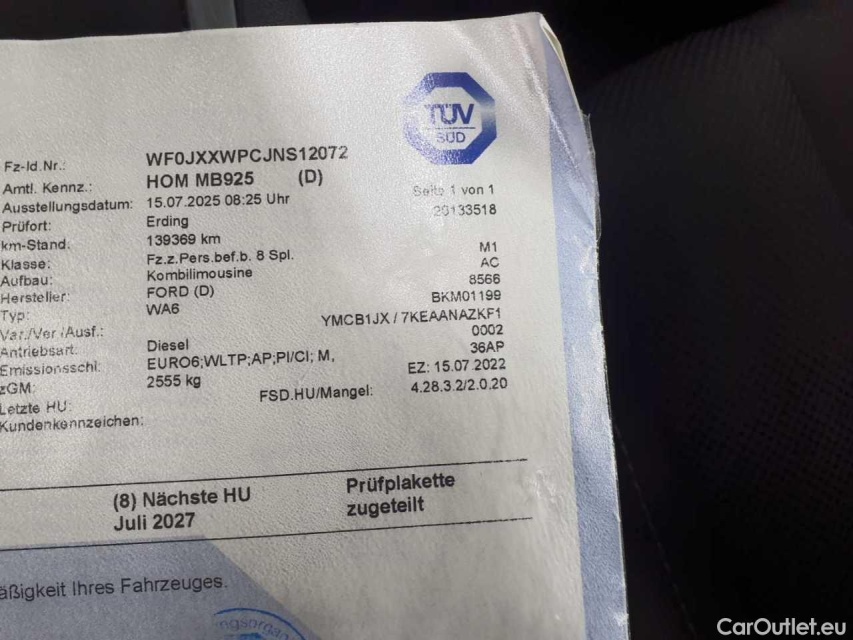 TÜV
SÜD
Fz-Id.Nr.: WF0JXXWPCJNS12072
Amtl. Kennz.: HOM MB925 (D) Seite 1 von 1
Ausstellungsdatum: 15.07.2025 08:25 Uhr 20133518
Prüfort: Erding
km-Stand: 139369 km
Klasse: Fz.z.Pers.bef.b. 8 Spl. M1
Aufbau: Kombilimousine AC
Hersteller: FORD (D) 8566
Typ: WA6 BKM01199
Var./Ver./Ausf.: YMCB1JX / 7KEAANAZKF1
Antriebsart: Diesel 0002
Emissionsschl: EURO6;WLTP;AP;PI/CI; M, 36AP
zGM: 2555 kg EZ: 15.07.2022
Letzte HU: FSD.HU/Mangel: 4.28.3.2/2.0.20
Kundenkennzeichen:
(8) Nächste HU Prüfplakette
Juli 2027 zugeteilt
äßigkeit Ihres Fahrzeuges.
CarOutlet.eu